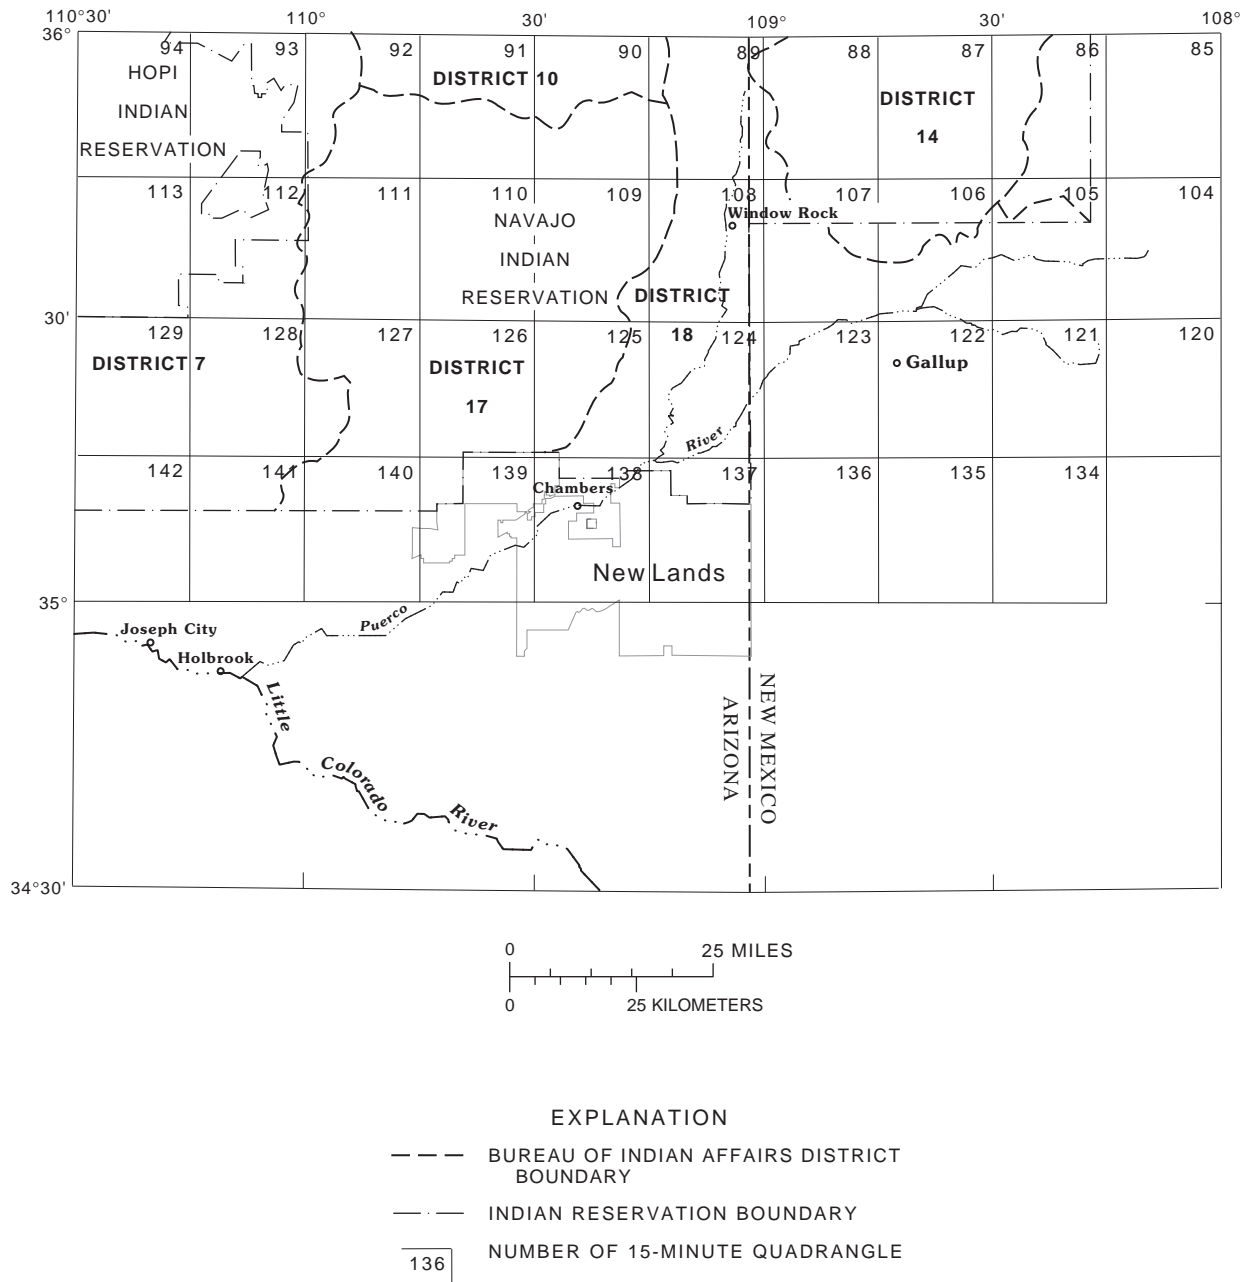 110°30'
110°
30'
109°
30'
108°
36°
94
93
92
91
90
89
88
87
86
85
HOPI
INDIAN
RESERVATION
DISTRICT 10
DISTRICT
14
113
112
111
110
109
108
107
106
105
104
NAVAJO
INDIAN
RESERVATION
Window Rock
DISTRICT
18
30'
129
128
127
126
125
124
123
122
121
120
DISTRICT 7
DISTRICT
17
Gallup
River
142
141
140
139
138
137
136
135
134
Chambers
New Lands
35°
Puerco
Joseph City
Holbrook
Little
Colorado
River
ARIZONA
NEW MEXICO
34°30'
0
25 MILES
0
25 KILOMETERS
EXPLANATION
BUREAU OF INDIAN AFFAIRS DISTRICT
BOUNDARY
INDIAN RESERVATION BOUNDARY
136
NUMBER OF 15-MINUTE QUADRANGLE